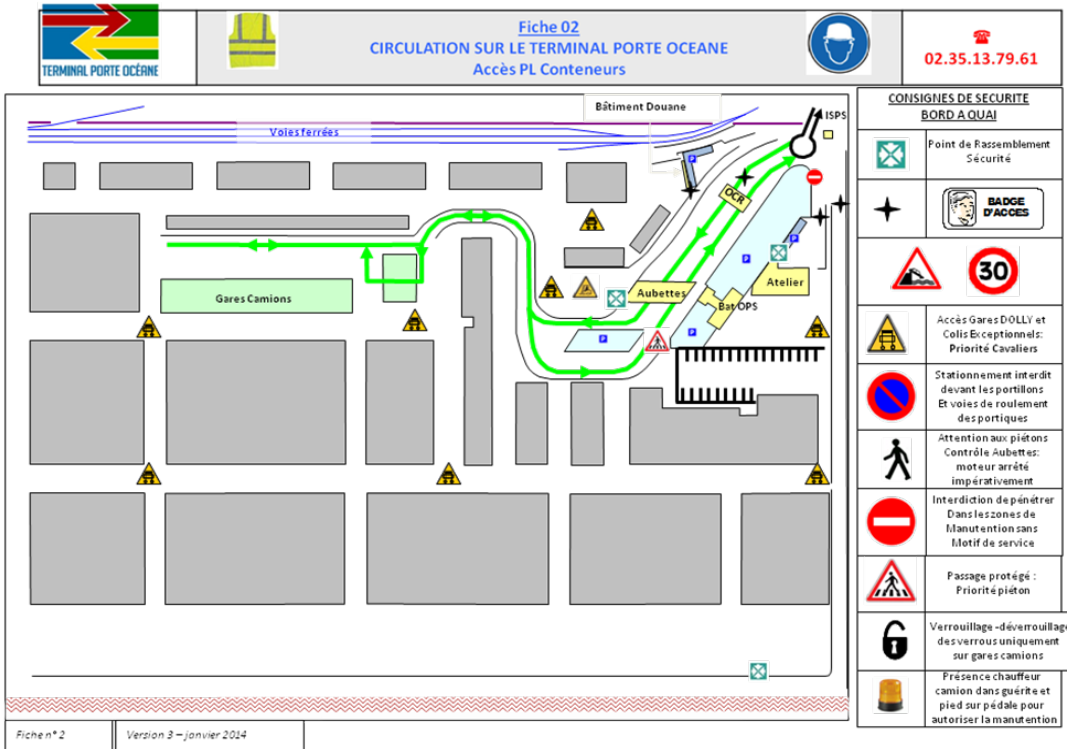 TERMINAL PORTE OCÉANE
Fiche 02
CIRCULATION SUR LE TERMINAL PORTE OCEANE
Accès PL Conteneurs
02.35.13.79.61
Bâtiment Douane
ISPS
Voies ferrées
P
OCR
P
P
P
Gares Camions
Aubettes
Atelier
Bat OPS
P
P
CONSIGNES DE SECURITE
BORD A QUAI
Point de Rassemblement
Sécurité
BADGE
D'ACCES
30
Accès Gares DOLLY et
Colis Exceptionnels:
Priorité Cavaliers
Stationnement interdit
devant les portillons
Et voies de roulement
des portiques
Attention aux piétons
Contrôle Aubettes:
moteur arrêté
impérativement
Interdiction de pénétrer
Dans les zones de
Manutention sans
Motif de service
Passage protégé :
Priorité piéton
Verrouillage -déverrouillage
des verrous uniquement
sur gares camions
Présence chauffeur
camion dans guérite et
pied sur pédale pour
autoriser la manutention
Fiche n° 2
Version 3 – janvier 2014